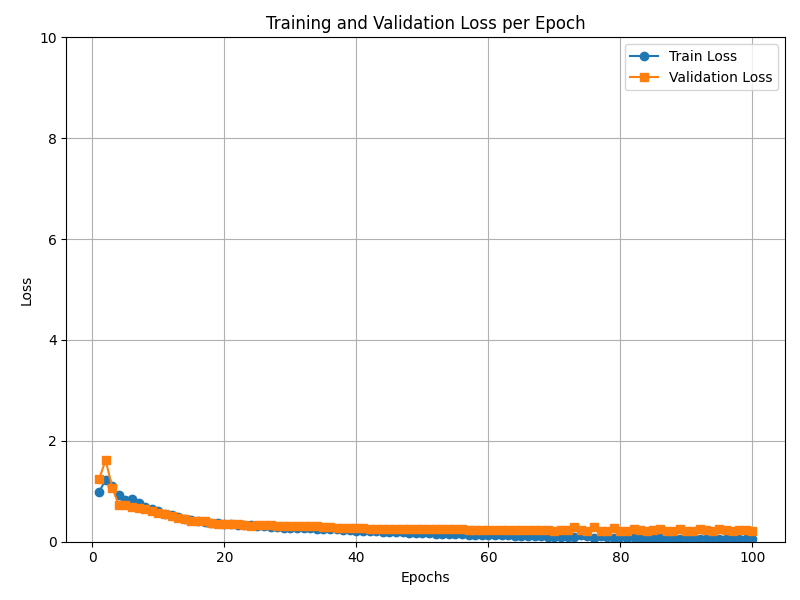 Training and Validation Loss per Epoch
Train Loss
Validation Loss
Loss
10
8
6
4
2
0
0 20 40 60 80 100
Epochs